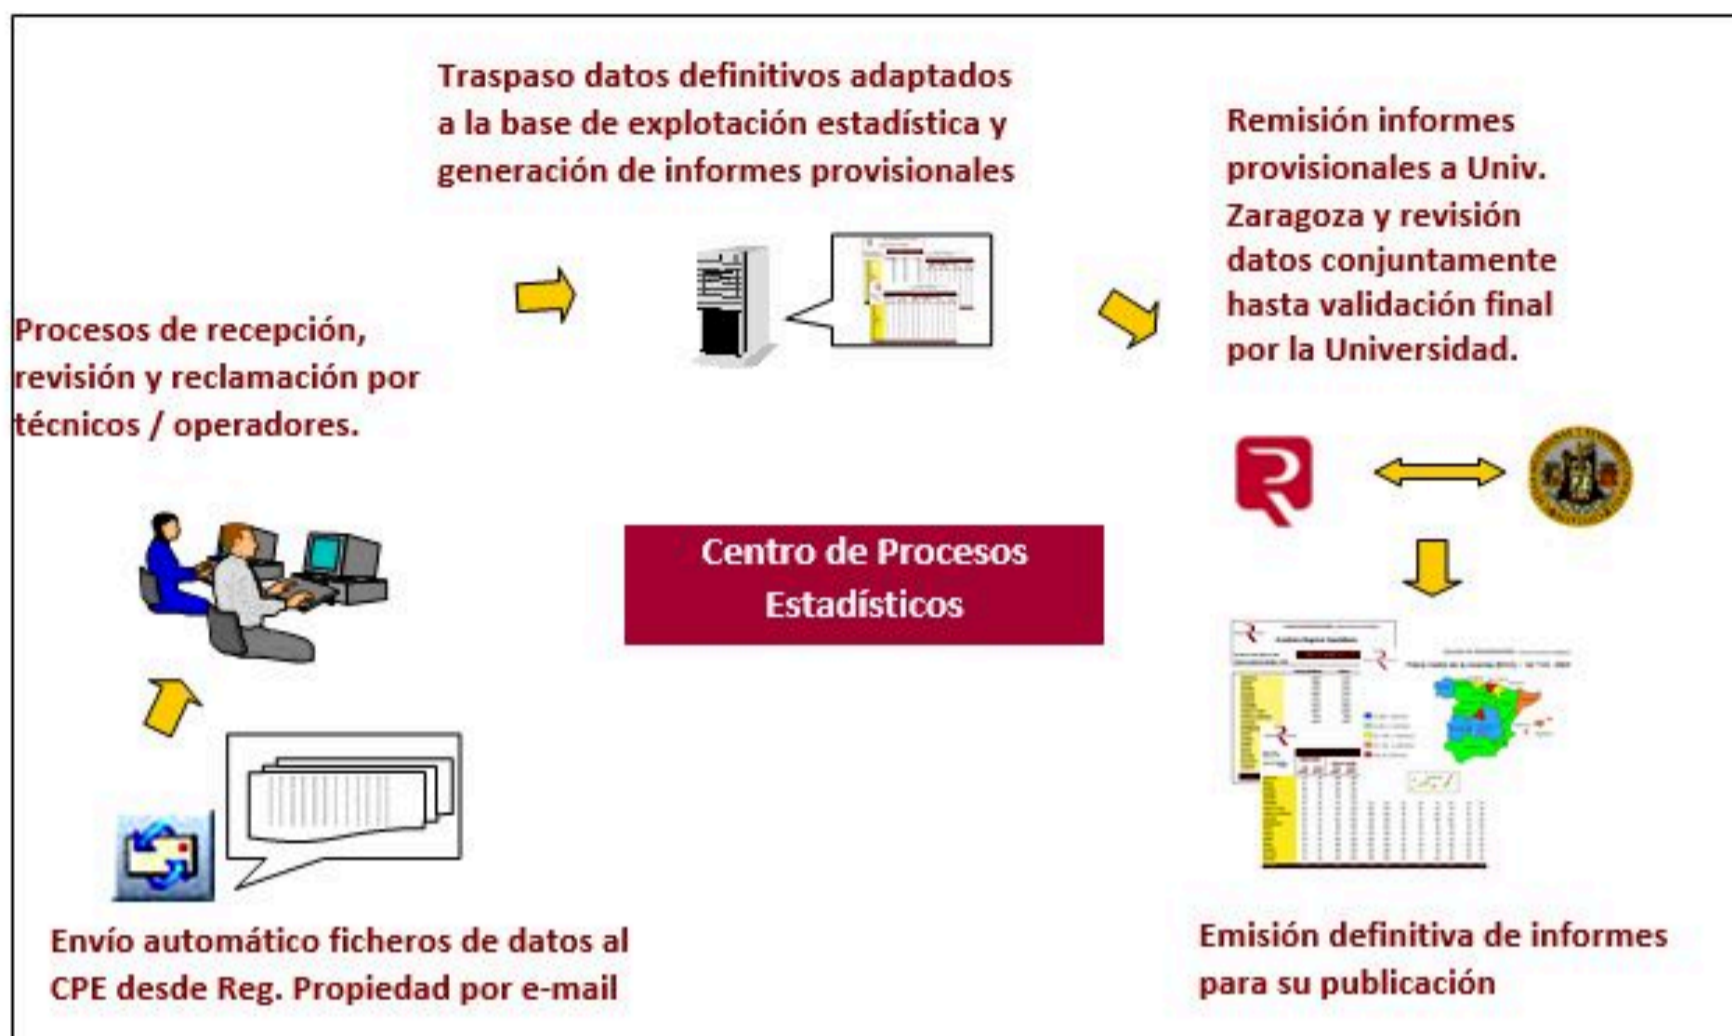 Traspaso datos definitivos adaptados
a la base de explotación estadística y
generación de informes provisionales
Remisión informes
provisionales a Univ.
Zaragoza y revisión
datos conjuntamente
hasta validación final
por la Universidad.
Procesos de recepción,
revisión y reclamación por
técnicos / operadores.
Centro de Procesos
Estadísticos
Envío automático ficheros de datos al
CPE desde Reg. Propiedad por e-mail
Emisión definitiva de informes
para su publicación